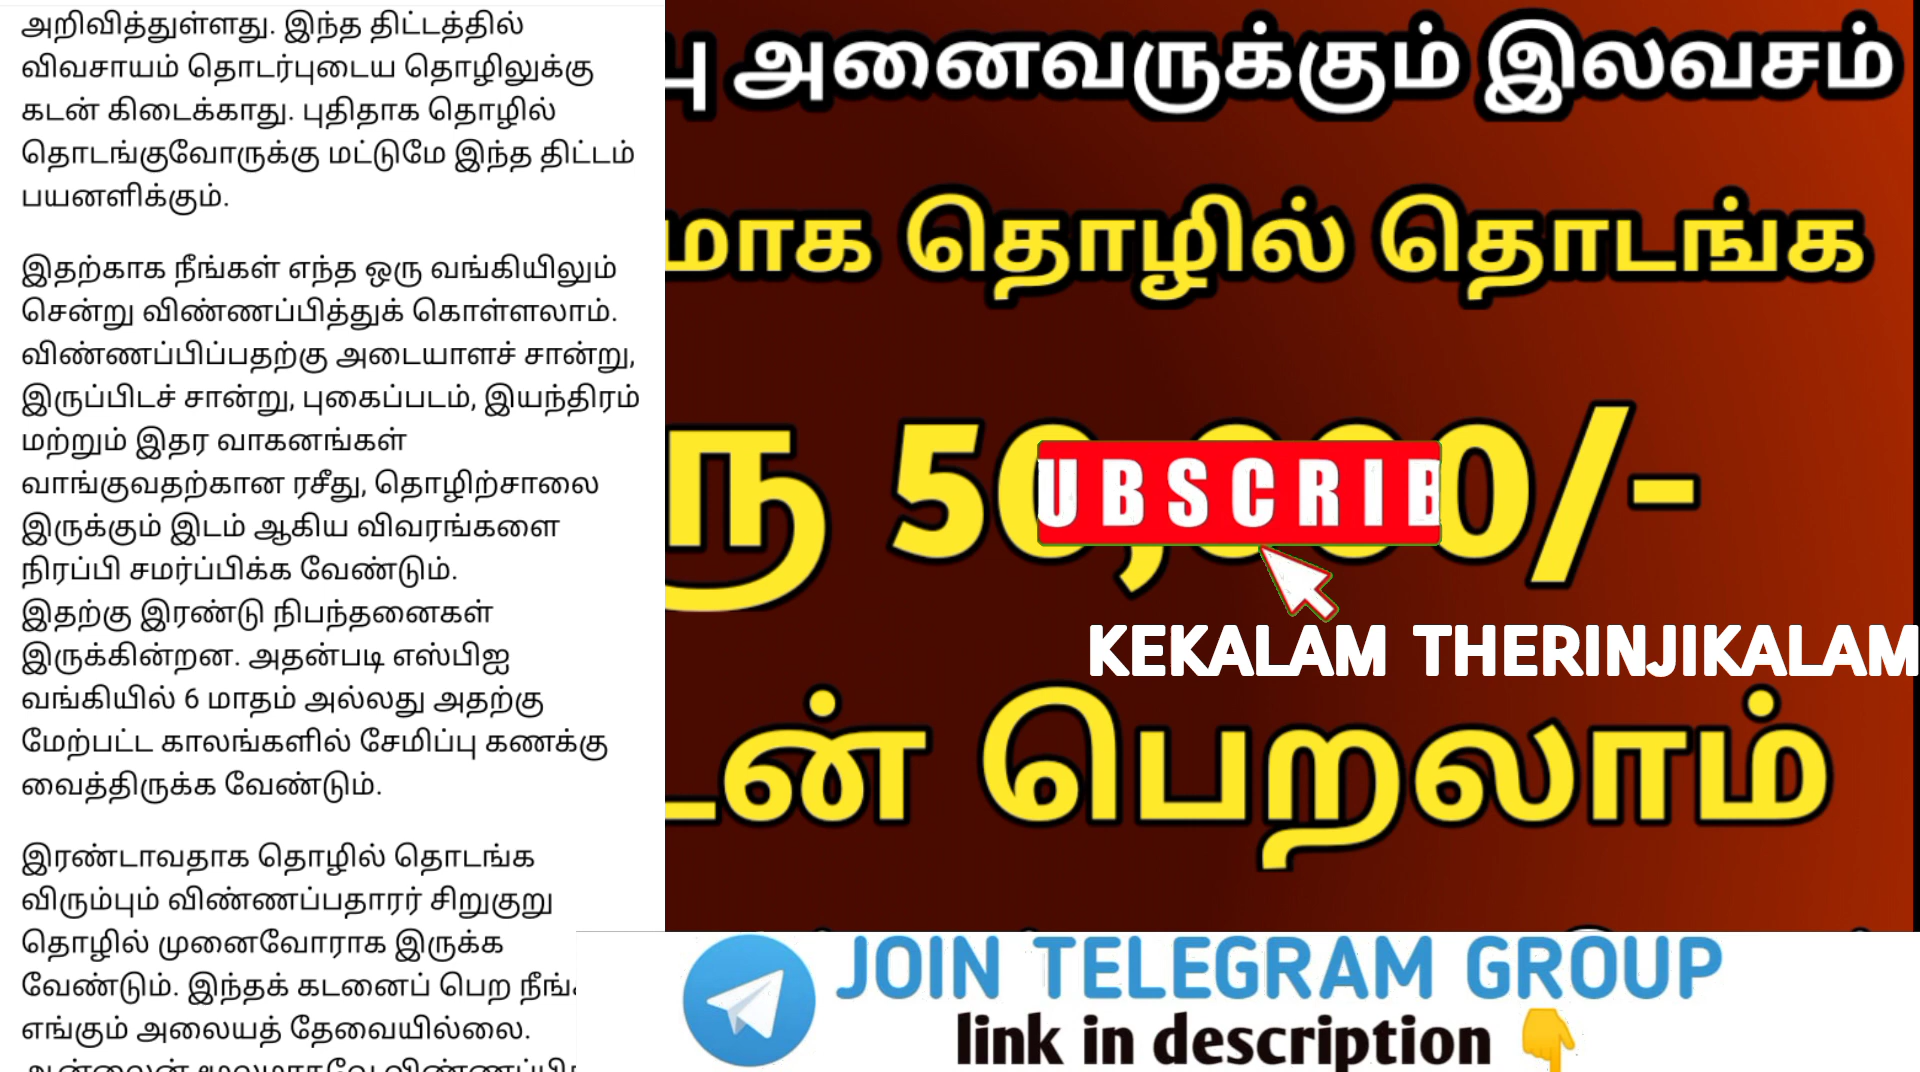 அறிவித்துள்ளது. இந்த திட்டத்தில்
விவசாயம் தொடர்புடைய தொழிலுக்கு
கடன் கிடைக்காது. புதிதாக தொழில்
தொடங்குவோருக்கு மட்டுமே இந்த திட்டம்
பயனளிக்கும்.
இதற்காக நீங்கள் எந்த ஒரு வங்கியிலும்
சென்று விண்ணப்பித்துக் கொள்ளலாம்.
விண்ணப்பிப்பதற்கு அடையாளச் சான்று,
இருப்பிடச் சான்று, புகைப்படம், இயந்திரம்
மற்றும் இதர வாகனங்கள்
வாங்குவதற்கான ரசீது, தொழிற்சாலை
இருக்கும் இடம் ஆகிய விவரங்களை
நிரப்பி சமர்ப்பிக்க வேண்டும்.
இதற்கு இரண்டு நிபந்தனைகள்
இருக்கின்றன. அதன்படி எஸ்பிஐ
வங்கியில் 6 மாதம் அல்லது அதற்கு
மேற்பட்ட காலங்களில் சேமிப்பு கணக்கு
வைத்திருக்க வேண்டும்.
இரண்டாவதாக தொழில் தொடங்க
விரும்பும் விண்ணப்பதாரர் சிறுகுறு
தொழில் முனைவோராக இருக்க
வேண்டும். இந்தக் கடனைப் பெற
எங்கும் அலையத் தேவையில்லை.
பு அனைவருக்கும் இலவசம்
மாக தொழில் தொடங்க
ரு 50,000/-
UBSCRIB
KEKALAM THERINJIKALAM
டன் பெறலாம்
JOIN TELEGRAM GROUP
link in description